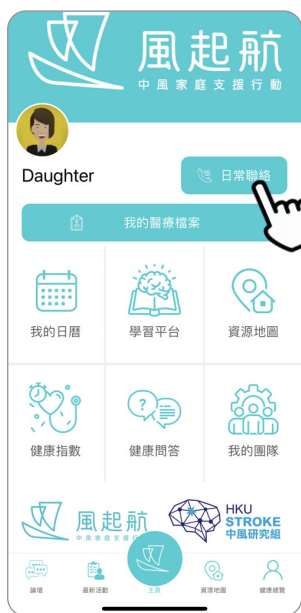 風起航
中風家庭支援行動
Daughter
日常聯絡
我的醫療檔案
我的日曆
學習平台
資源地圖
健康指數
健康問答
我的團隊
風起航
中風家庭支援行動
HKU
STROKE
中風研究組
論壇
最新活動
主頁
資源地圖
健康總覽